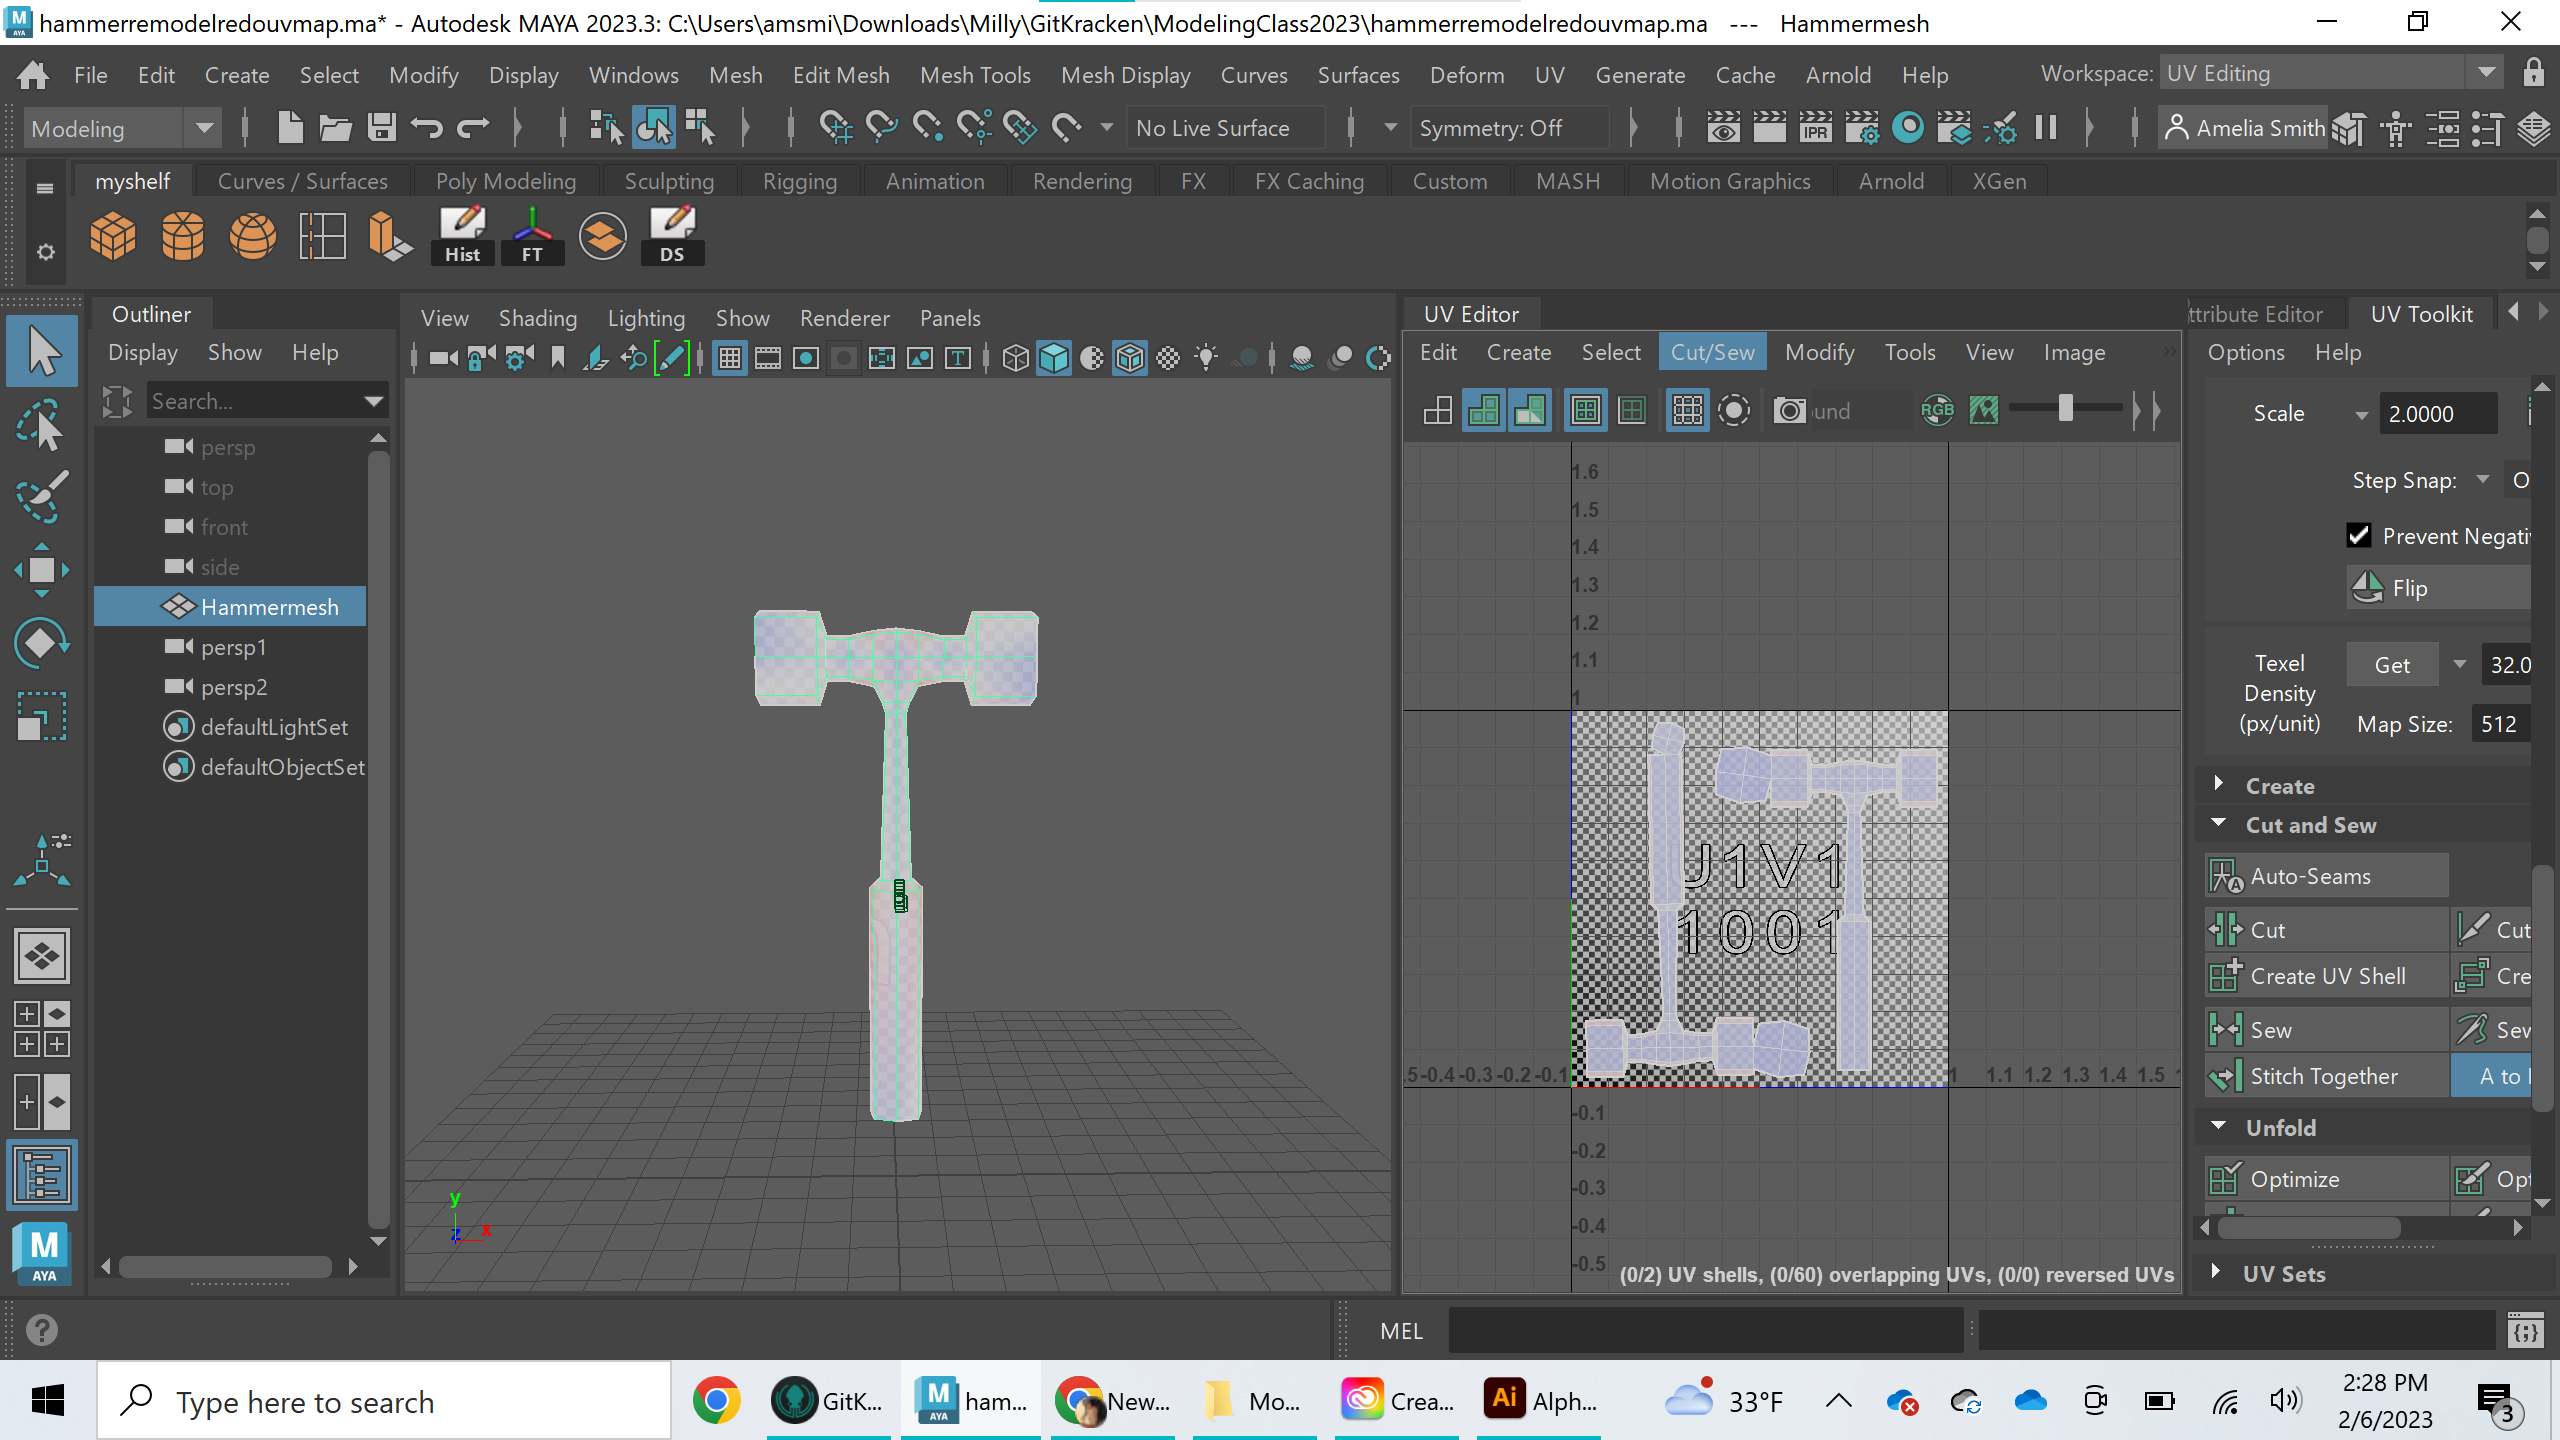 hammerremodelredouvmap.ma* - Autodesk MAYA 2023.3: C:\Users\amsmi\Downloads\Milly\GitKracken\ModelingClass2023\hammerremodelredouvmap.ma --- Hammermesh
File Edit Create Select Modify Display Windows Mesh Edit Mesh Mesh Tools Mesh Display Curves Surfaces Deform UV Generate Cache Arnold Help Workspace: UV Editing
Modeling No Live Surface Symmetry: Off IPR Amelia Smith
myshelf Curves / Surfaces Poly Modeling Sculpting Rigging Animation Rendering FX FX Caching Custom MASH Motion Graphics Arnold XGen
Hist FT DS
Outliner
Display Show Help
Search...
persp
top
front
side
Hammermesh
persp1
persp2
defaultLightSet
defaultObjectSet
View Shading Lighting Show Renderer Panels
y
z x
UV Editor
Edit Create Select Cut/Sew Modify Tools View Image
und RGB
1.6
1.5
1.4
1.3
1.2
1.1
1
U1V1
1001
.5 -0.4 -0.3 -0.2 -0.1 1 1.1 1.2 1.3 1.4 1.5
-0.1
-0.2
-0.3
-0.4
-0.5
(0/2) UV shells, (0/60) overlapping UVs, (0/0) reversed UVs
ttribute Editor UV Toolkit
Options Help
Scale 2.0000
Step Snap: O
Prevent Negati
Flip
Texel Density (px/unit) Get 32.0
Map Size: 512
Create
Cut and Sew
Auto-Seams
Cut Cut
Create UV Shell Cre
Sew Sew
Stitch Together A to
Unfold
Optimize Opt
UV Sets
MEL
M
AYA
Type here to search GitK... ham... New... Mo... Crea... Ai Alph... 33°F 2:28 PM
2/6/2023
3